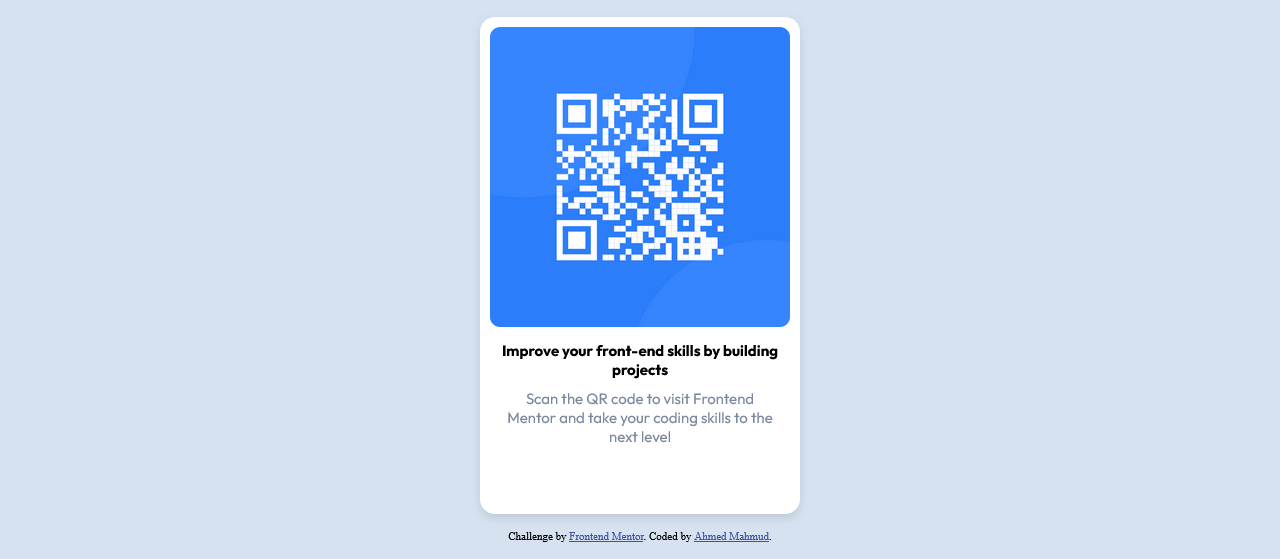 Improve your front-end skills by building
projects
Scan the QR code to visit Frontend
Mentor and take your coding skills to the
next level
Challenge by Frontend Mentor. Coded by Ahmed Mahmud.